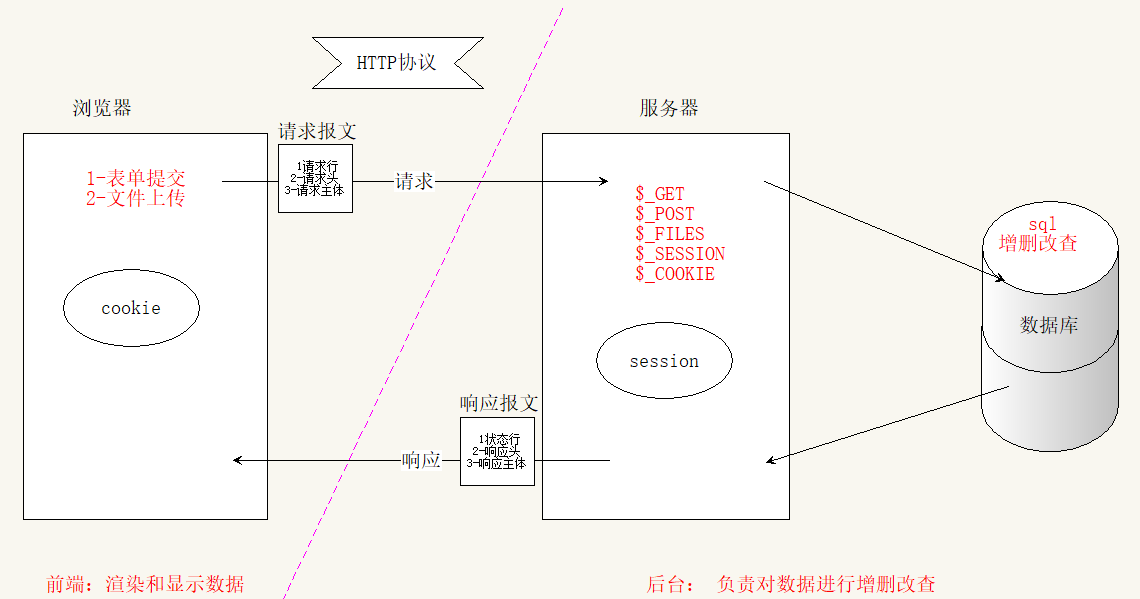 HTTP协议
浏览器
服务器
请求报文
1请求行
2-请求头
3-请求主体
1-表单提交
2-文件上传
请求
$_GET
$_POST
$_FILES
$_SESSION
$_COOKIE
sql
增删改查
cookie
数据库
session
响应报文
1状态行
2-响应头
3-响应主体
响应
前端：渲染和显示数据
后台： 负责对数据进行增删改查